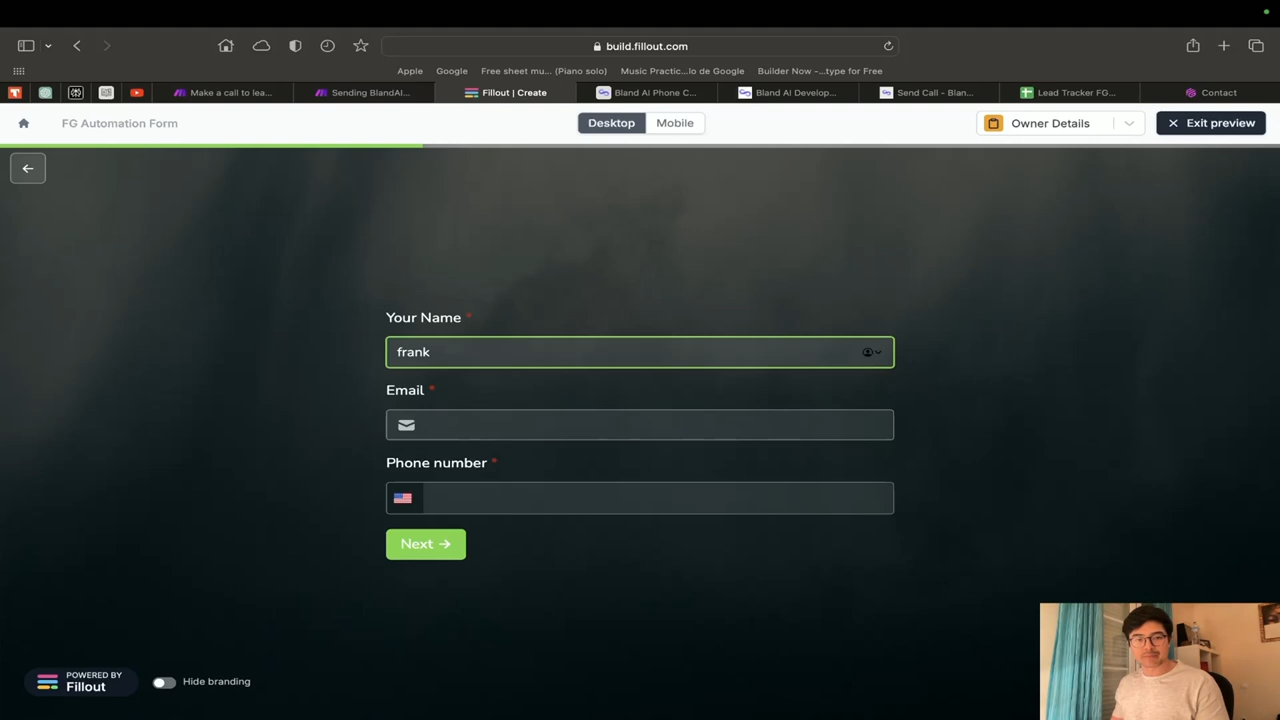 build.fillout.com
Apple
Google
Free sheet mu... (Piano solo)
Music Practic...lo de Google
Builder Now -...type for Free
Make a call to lea...
Sending BlandAI...
Fillout | Create
Bland AI Phone C...
Bland AI Develop...
Send Call - Blan...
Lead Tracker FG...
Contact
FG Automation Form
Desktop
Mobile
Owner Details
Exit preview
Your Name *
frank
Email *
Phone number *
Next →
POWERED BY
Fillout
Hide branding